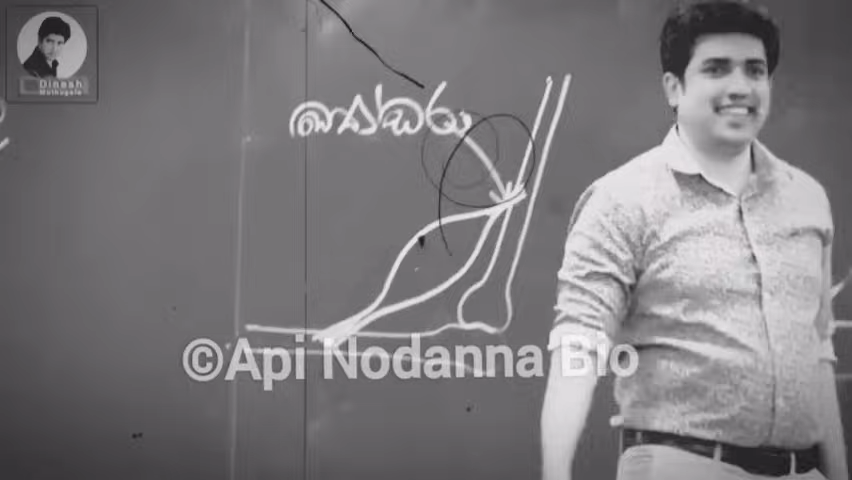 Dinesh
Muthugala
කණ්ඩරය
©Api Nodanna Bio